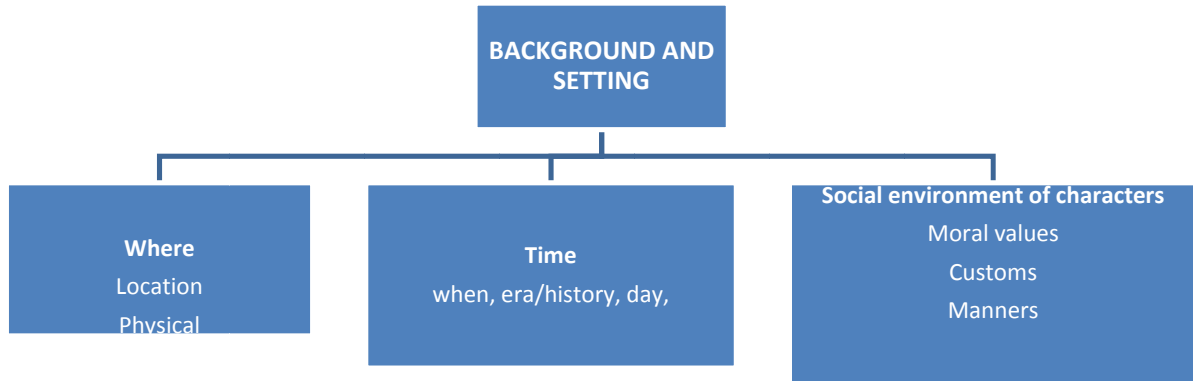 BACKGROUND AND
SETTING
Where
Location
Physical
Time
when, era/history, day,
Social environment of characters
Moral values
Customs
Manners